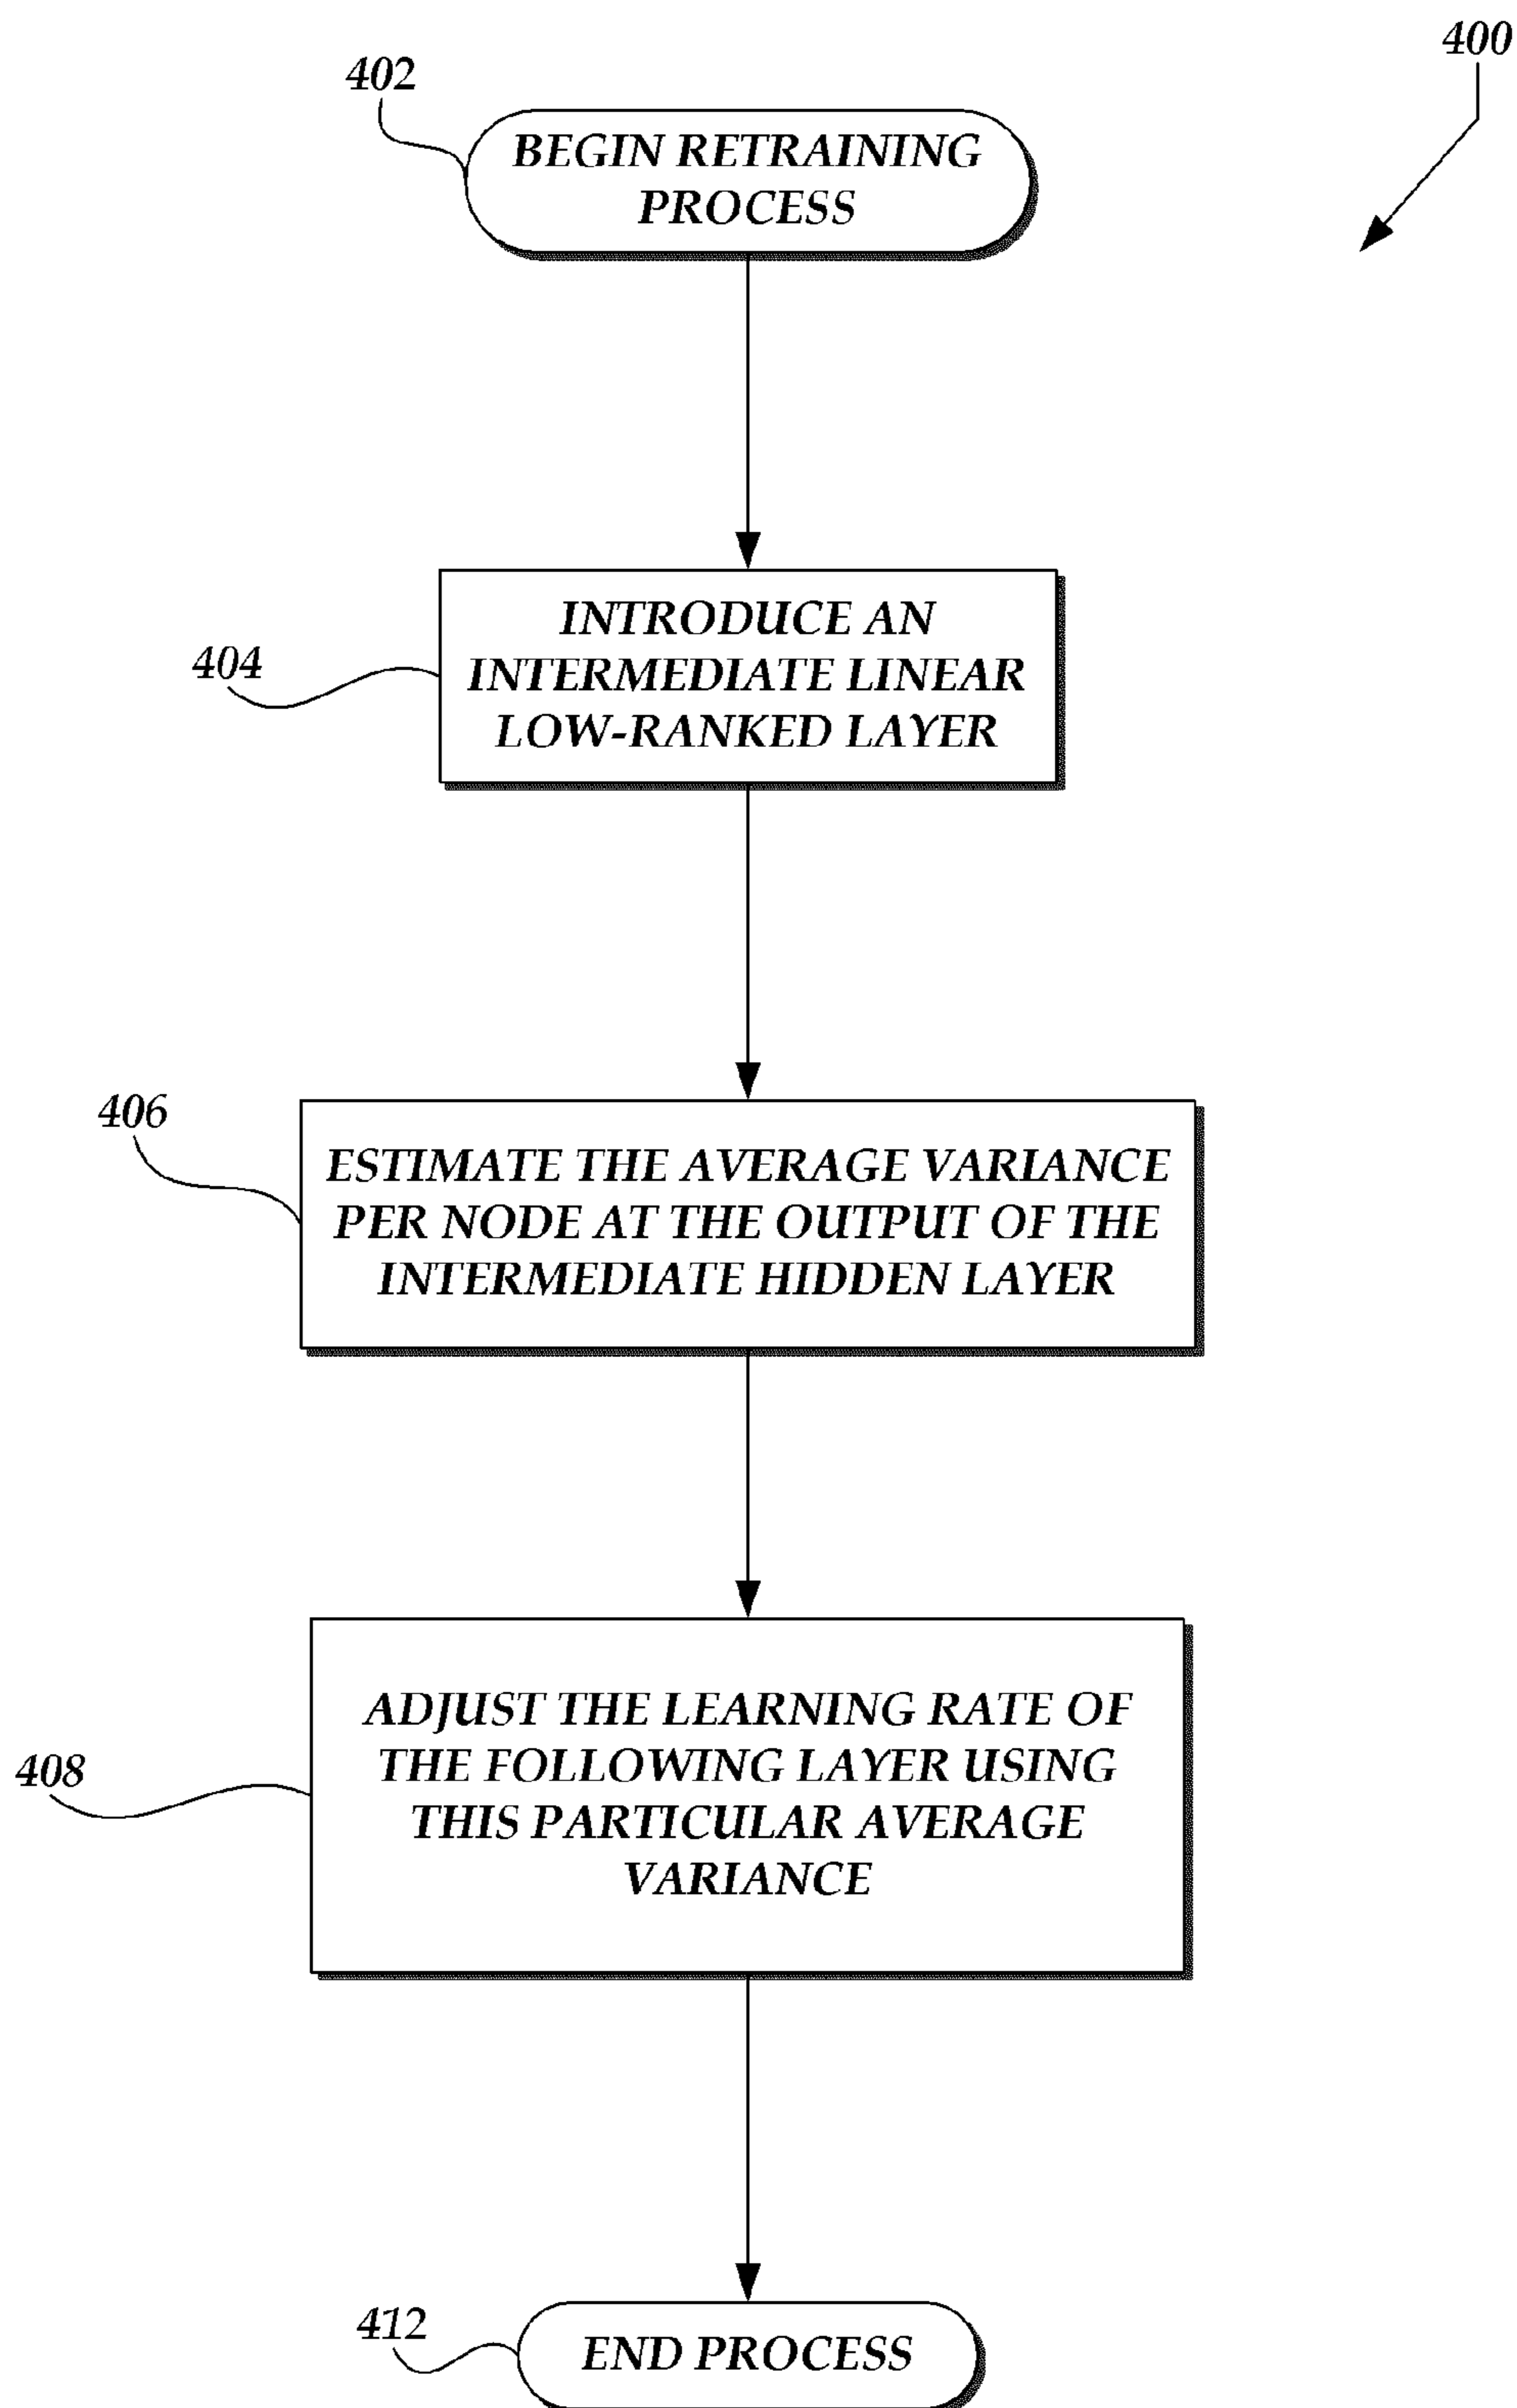 400
402
BEGIN RETRAINING
PROCESS
404
INTRODUCE AN
INTERMEDIATE LINEAR
LOW-RANKED LAYER
406
ESTIMATE THE AVERAGE VARIANCE
PER NODE AT THE OUTPUT OF THE
INTERMEDIATE HIDDEN LAYER
408
ADJUST THE LEARNING RATE OF
THE FOLLOWING LAYER USING
THIS PARTICULAR AVERAGE
VARIANCE
412
END PROCESS